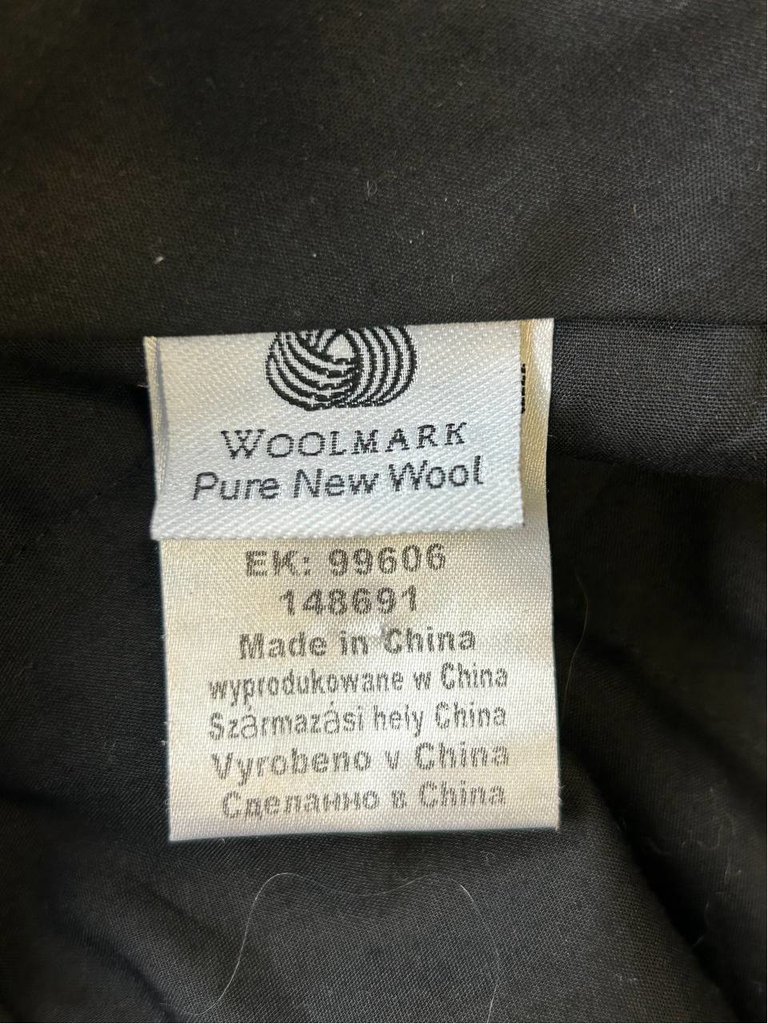 WOOLMARK
Pure New Wool
EK: 99606
148691
Made in China
wyprodukowane w China
Származási hely China
Vyrobeno v China
Сделанно в China